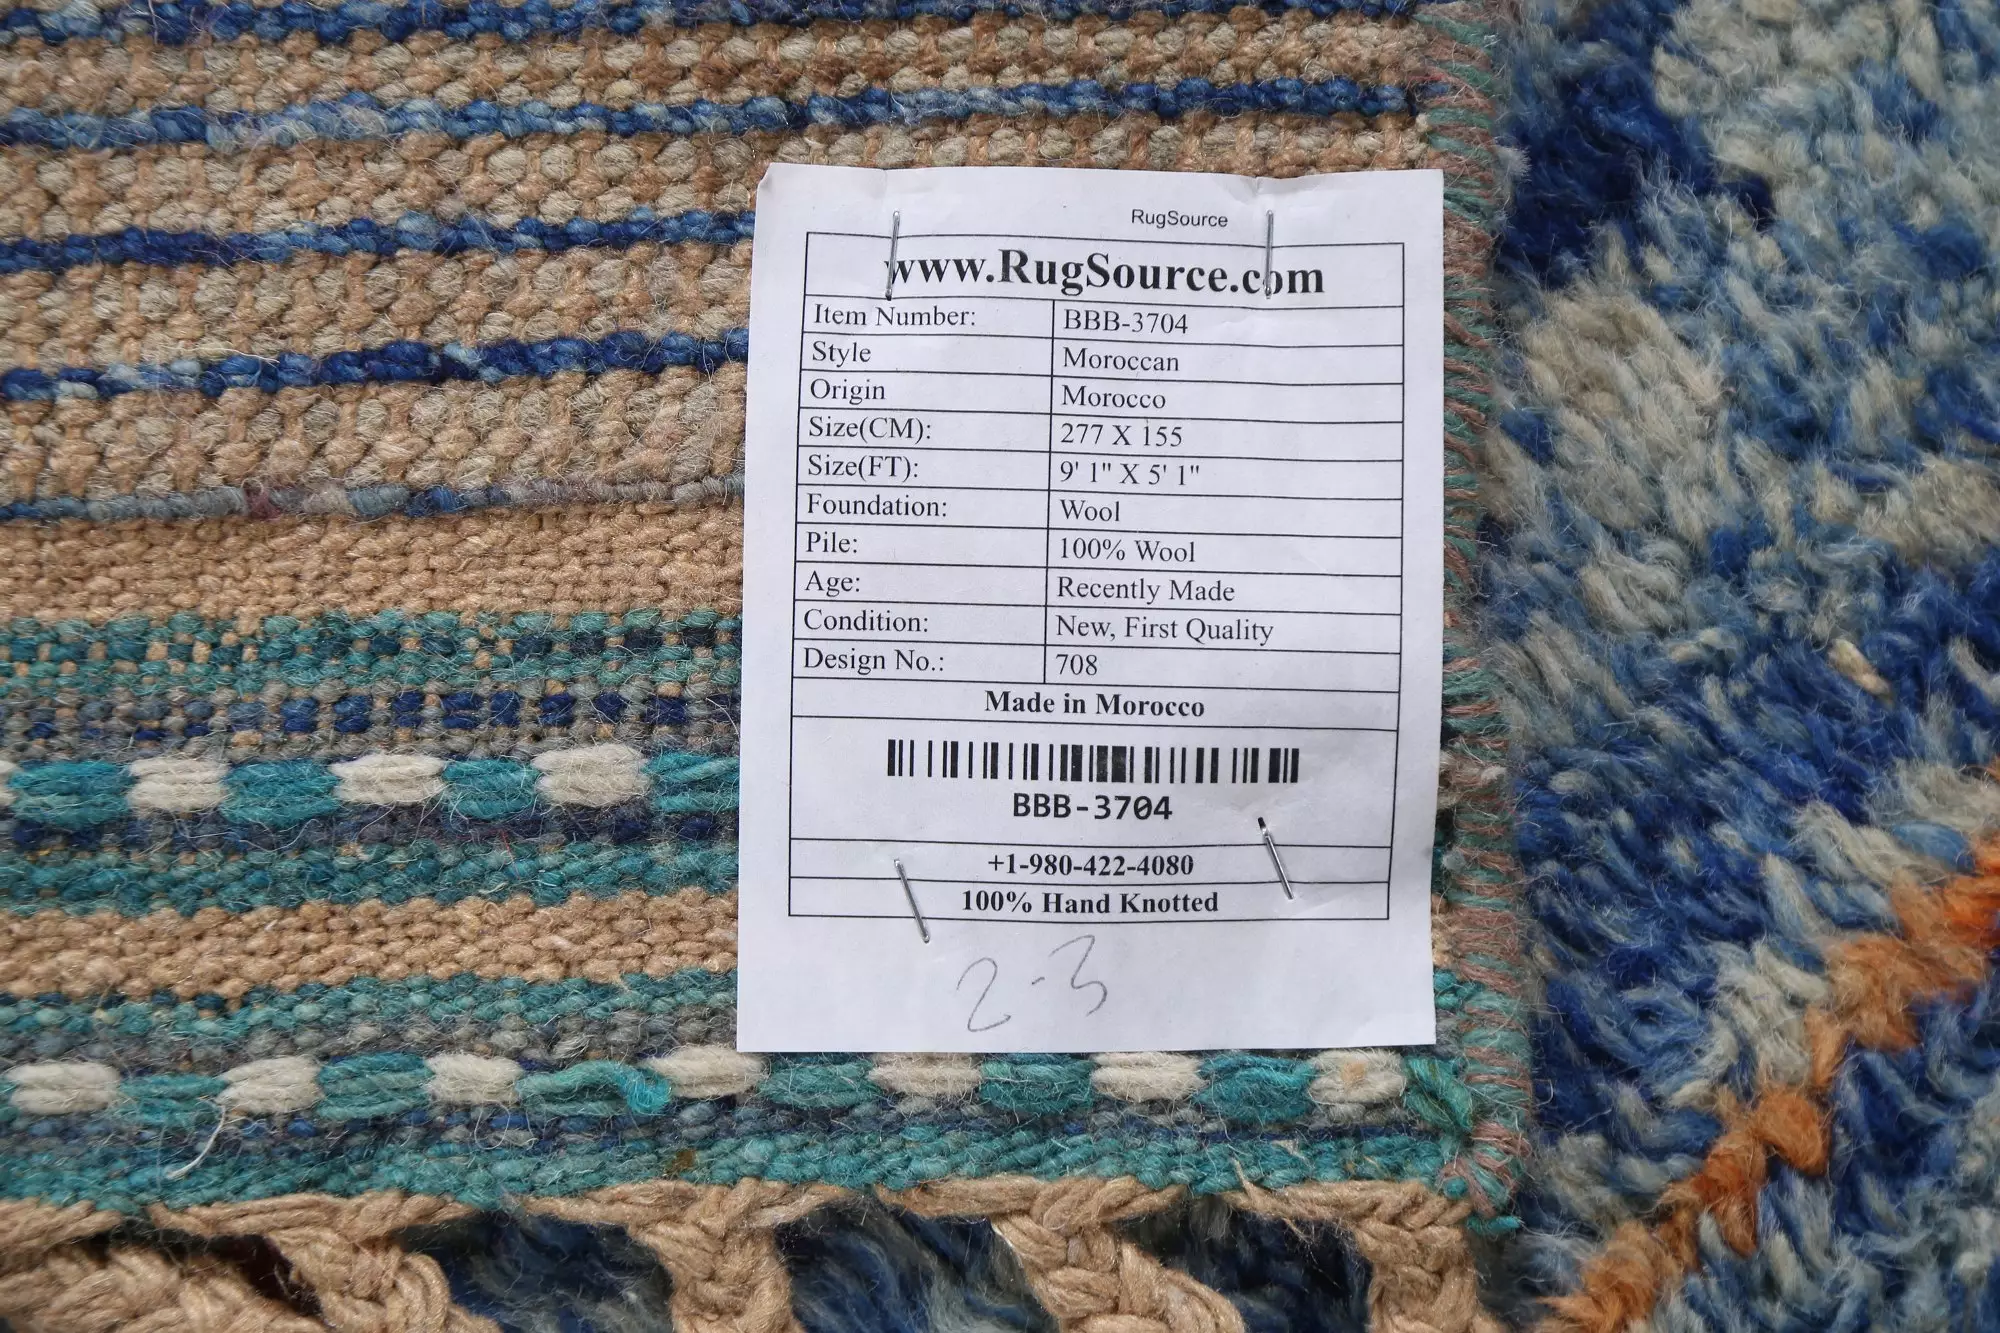 RugSource
www.RugSource.com
Item Number: BBB-3704
Style Moroccan
Origin Morocco
Size(CM): 277 X 155
Size(FT): 9' 1" X 5' 1"
Foundation: Wool
Pile: 100% Wool
Age: Recently Made
Condition: New, First Quality
Design No.: 708
Made in Morocco
BBB-3704
+1-980-422-4080
100% Hand Knotted
2-3